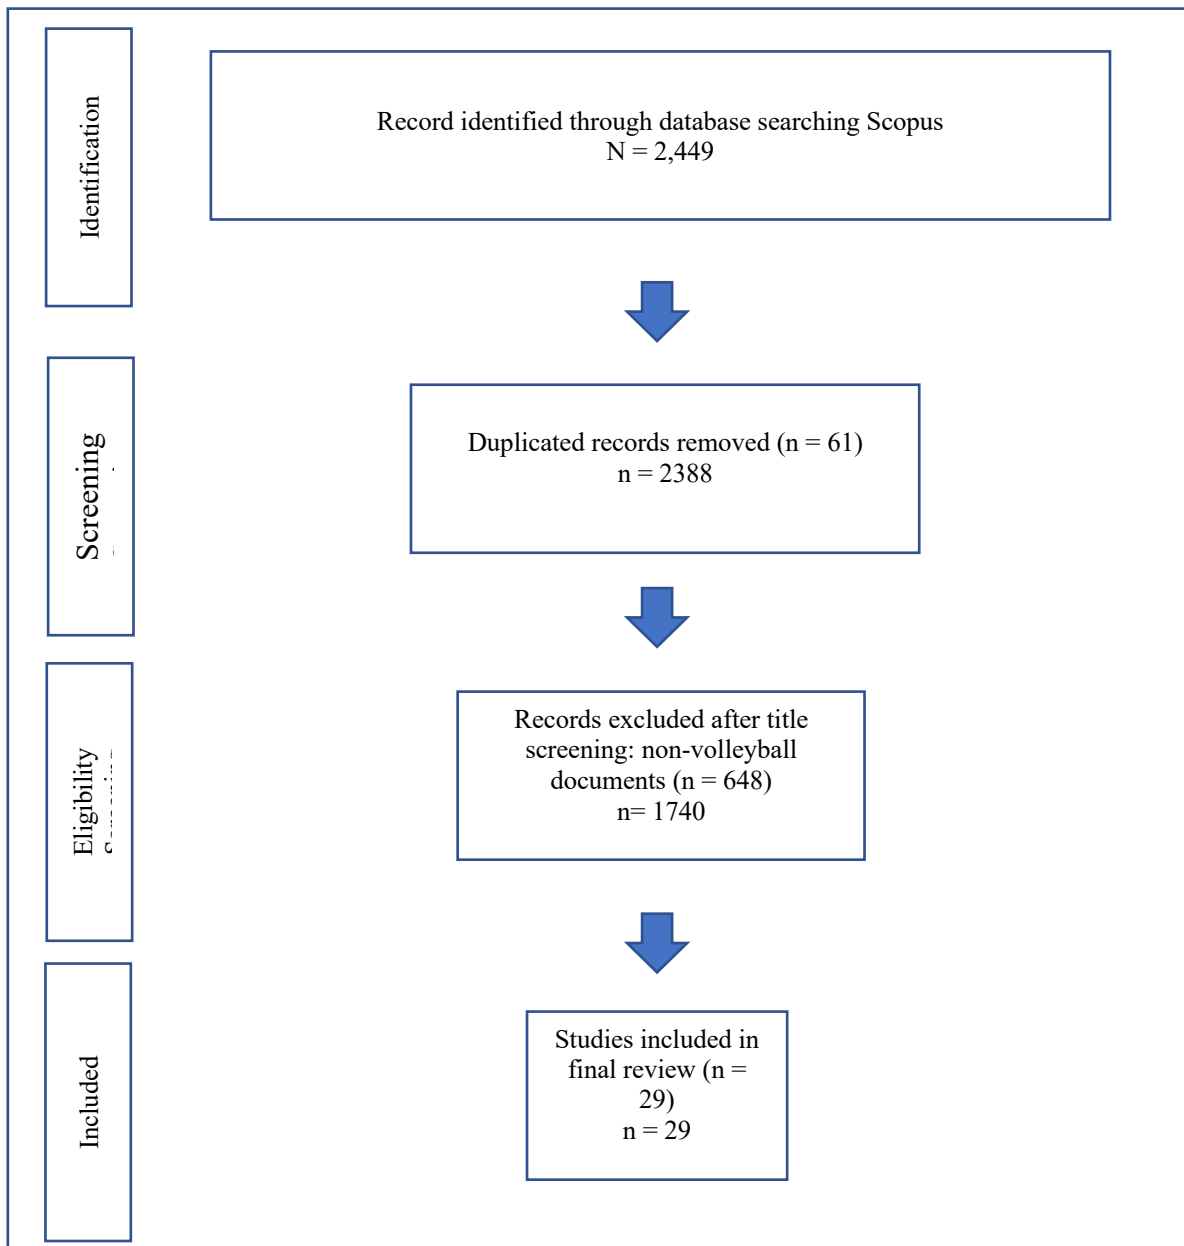 Identification
Record identified through database searching Scopus
N = 2,449
Screening
Duplicated records removed (n = 61)
n = 2388
Eligibility
Records excluded after title
screening: non-volleyball
documents (n = 648)
n= 1740
Included
Studies included in
final review (n =
29)
n = 29